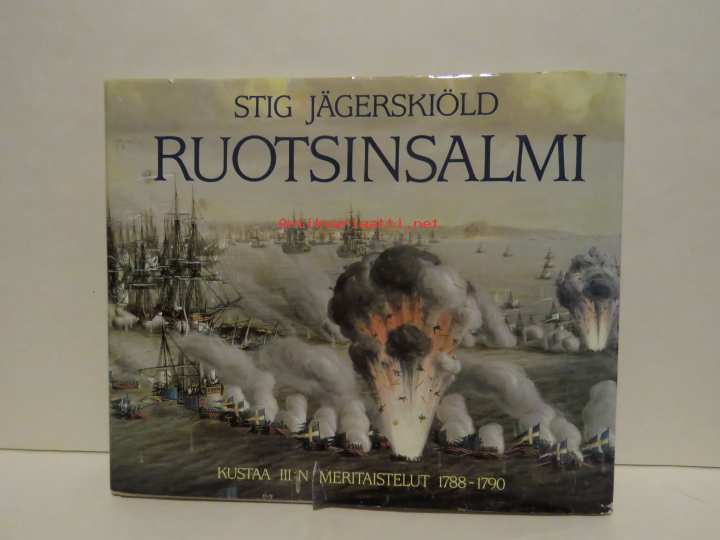 STIG JÄGERSKIÖLD
RUOTSINSALMI
Antikvariaatti.net
KUSTAA III:N MERITAISTELUT 1788-1790